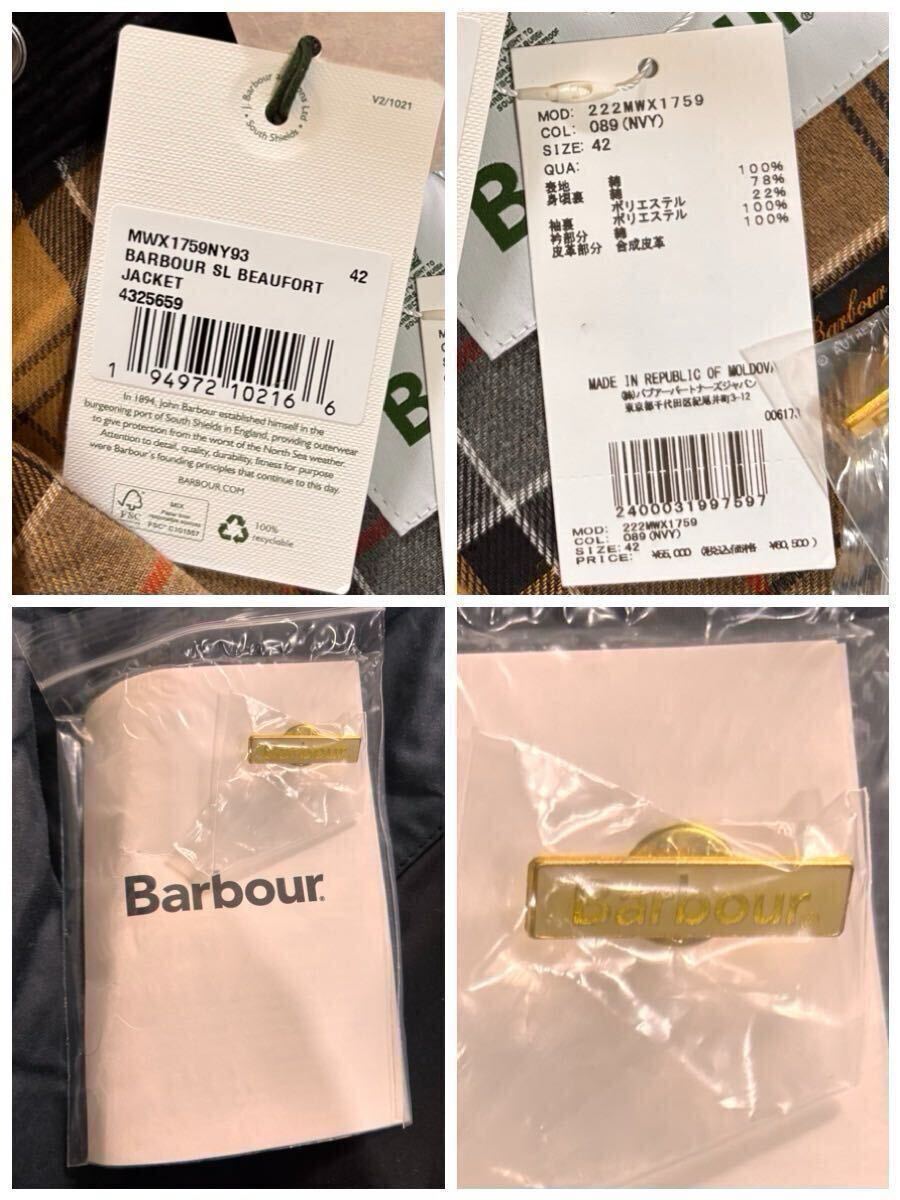 J. Barbour & Sons Ltd
• South Shields •
V2/1021
MWX1759NY93
BARBOUR SL BEAUFORT
JACKET
42
4325659
1 94972 10216 6
In 1894, John Barbour established himself in the
burgeoning port of South Shields in England, providing outerwear
to give protection from the worst of the North Sea weather.
Attention to detail, quality, durability, fitness for purpose
were Barbour's founding principles that continue to this day.
BARBOUR.COM
FSC
MIX
100%
recyclable
MOD: 222MWX1759
COL: 089(NVY)
SIZE: 42
QUA:
表地 綿 100%
身頃裏 綿 78%
ポリエステル 22%
袖裏 ポリエステル 100%
衿部分 綿 100%
皮革部分 合成皮革
MADE IN REPUBLIC OF MOLDOVA
㈱バブアーパートナーズジャパン
東京都千代田区紀尾井町3-12
2400031997597
MOD: 222MWX1759
COL: 089(NVY)
SIZE: 42
PRICE: ¥55,000 (税込価格 ¥60,500)
Barbour
Barbour
Barbour®
Barbour